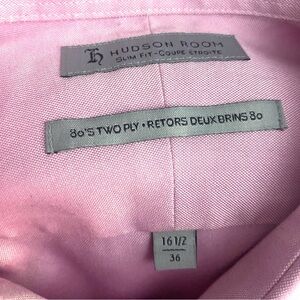 HUDSON ROOM
SLIM FIT-COUPE ETROITE
80'S TWO PLY • RETORS DEUX BRINS 80
16 1/2
36